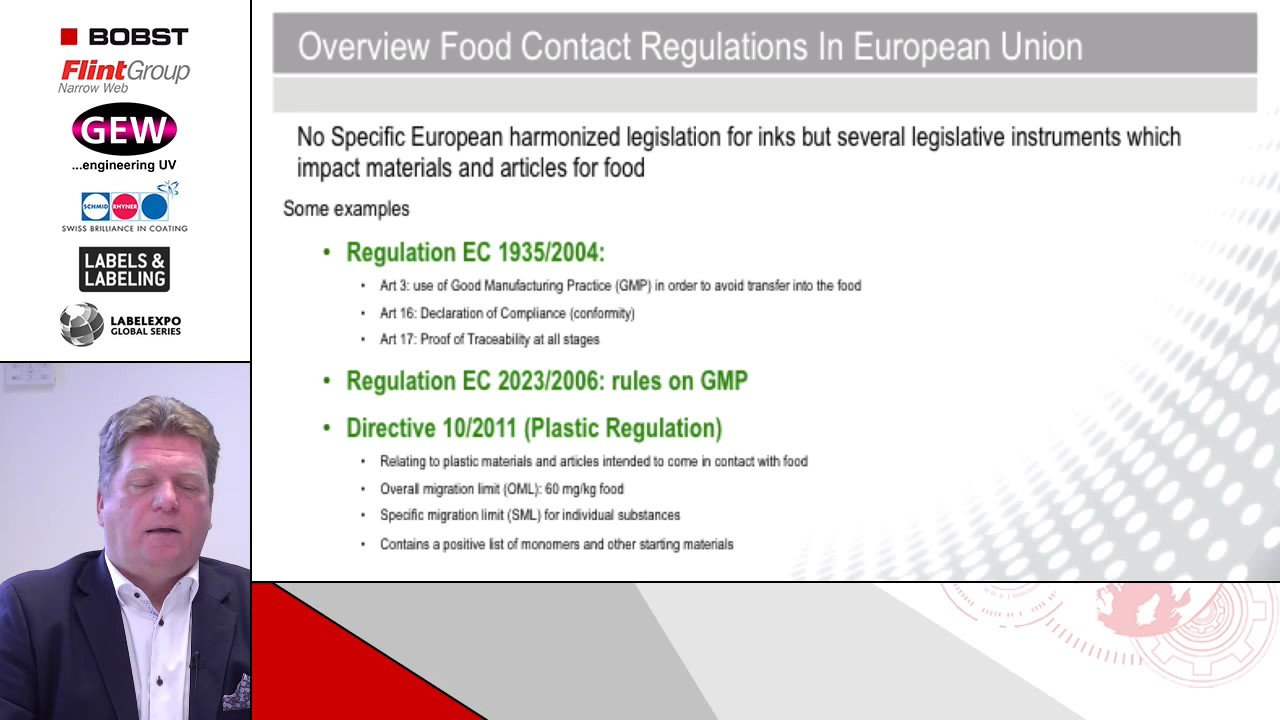 BOBST
FlintGroup
Narrow Web
GEW
...engineering UV
SCHMID RHYNER
SWISS BRILLIANCE IN COATING
LABELS &
LABELING
LABELEXPO
GLOBAL SERIES
Overview Food Contact Regulations In European Union
No Specific European harmonized legislation for inks but several legislative instruments which
impact materials and articles for food
Some examples
• Regulation EC 1935/2004:
• Art 3: use of Good Manufacturing Practice (GMP) in order to avoid transfer into the food
• Art 16: Declaration of Compliance (conformity)
• Art 17: Proof of Traceability at all stages
• Regulation EC 2023/2006: rules on GMP
• Directive 10/2011 (Plastic Regulation)
• Relating to plastic materials and articles intended to come in contact with food
• Overall migration limit (OML): 60 mg/kg food
• Specific migration limit (SML) for individual substances
• Contains a positive list of monomers and other starting materials